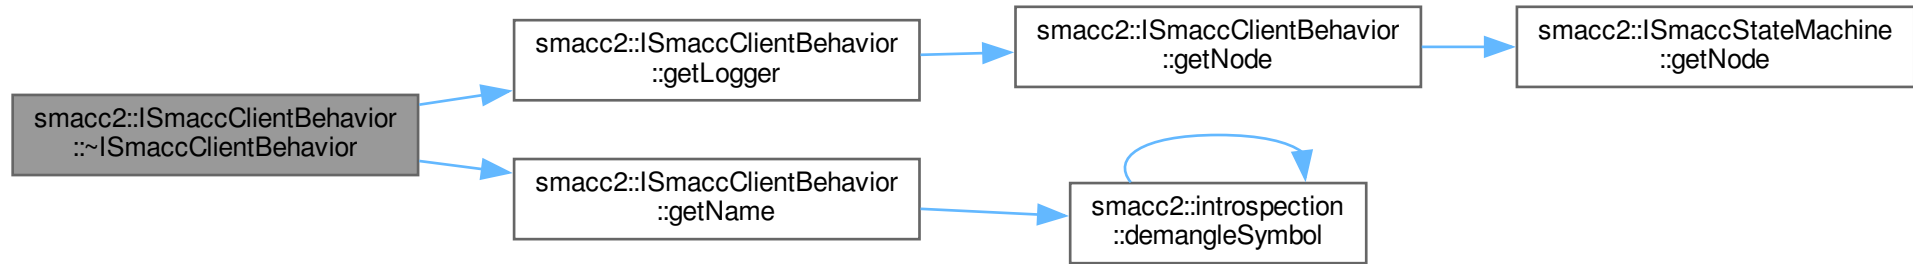 smacc2::ISmaccClientBehavior
::~ISmaccClientBehavior
smacc2::ISmaccClientBehavior
::getLogger
smacc2::ISmaccClientBehavior
::getNode
smacc2::ISmaccStateMachine
::getNode
smacc2::ISmaccClientBehavior
::getName
smacc2::introspection
::demangleSymbol